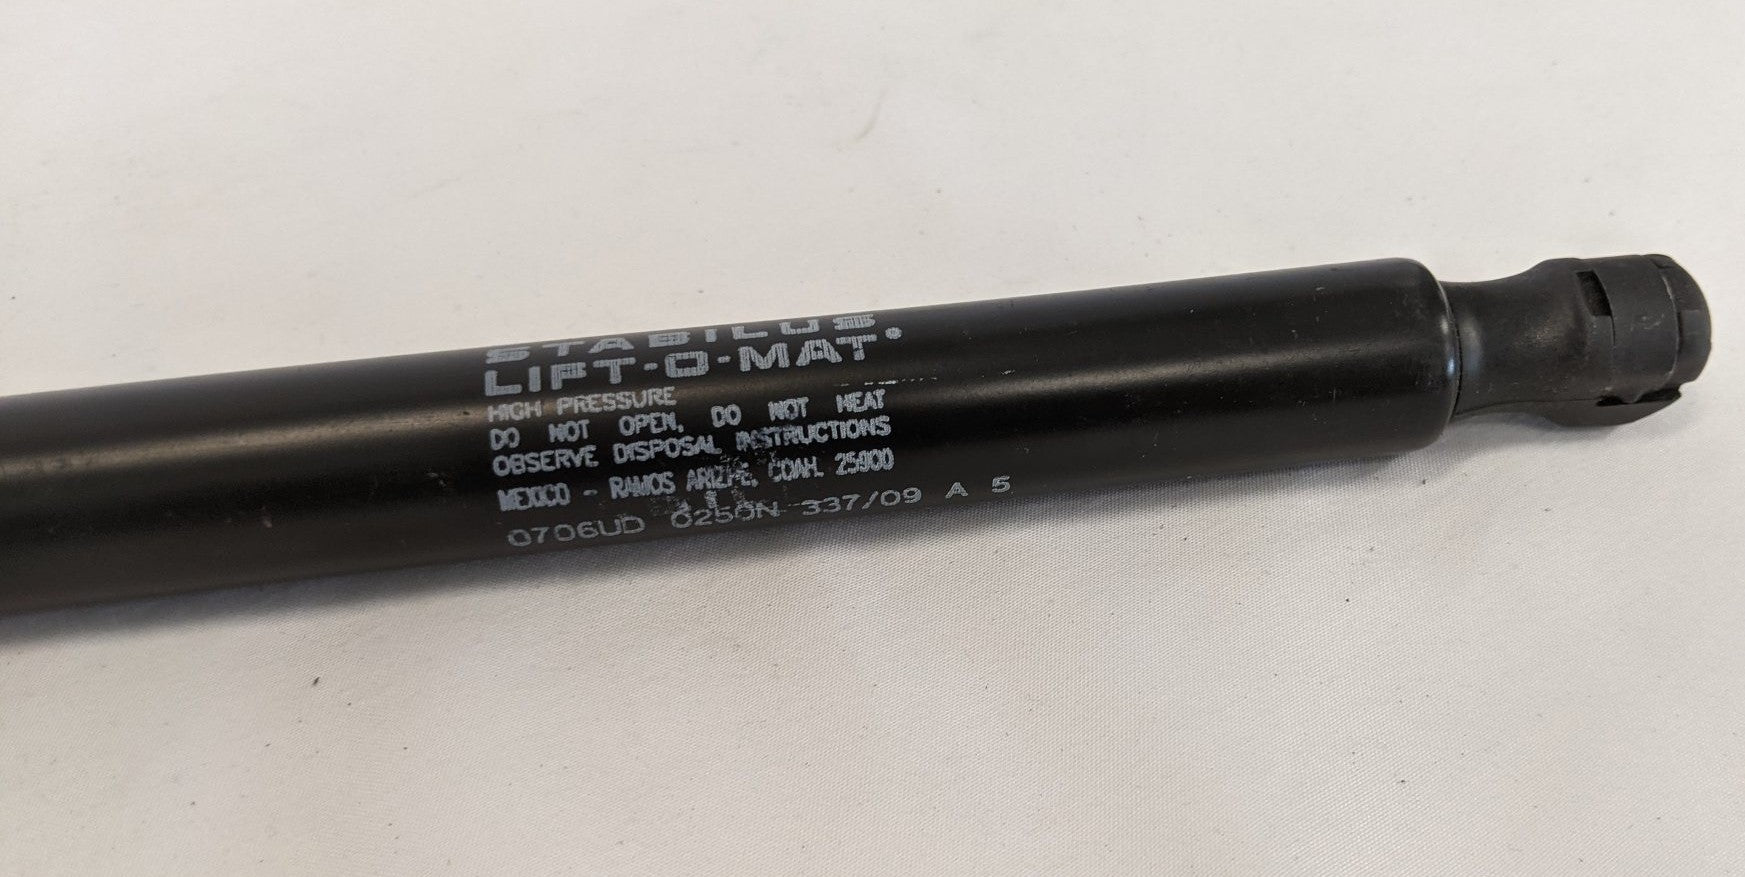 STABILUS
LIFT-O-MAT
HIGH PRESSURE
DO NOT OPEN, DO NOT HEAT
OBSERVE DISPOSAL INSTRUCTIONS
MEXICO - RAMOS ARIZPE, COAH. 25900
0706UD 0250N 337/09 A 5